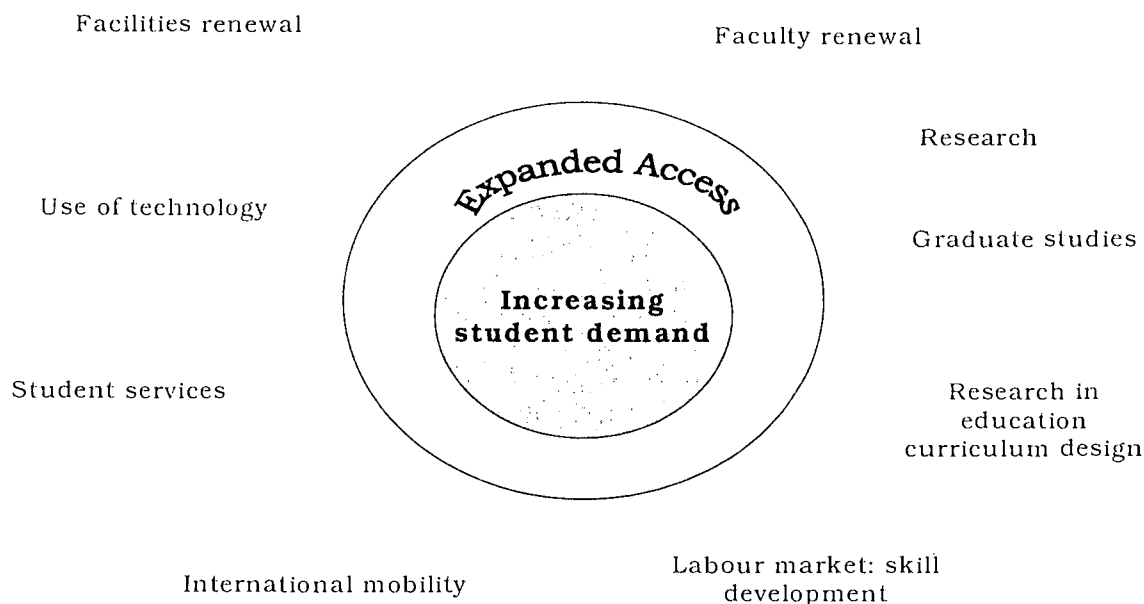 Facilities renewal
Faculty renewal
Research
Expanded Access
Use of technology
Graduate studies
Increasing
student demand
Student services
Research in
education
curriculum design
International mobility
Labour market: skill
development